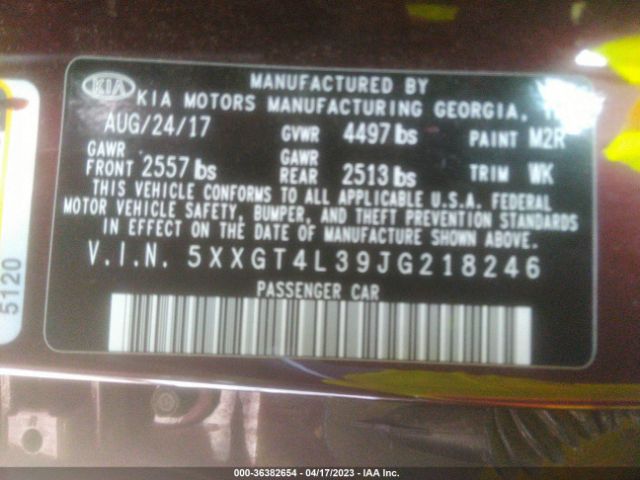 KIA
MANUFACTURED BY
KIA MOTORS MANUFACTURING GEORGIA,
AUG/24/17 GVWR 4497 lbs PAINT M2R
GAWR FRONT 2557 lbs GAWR REAR 2513 lbs TRIM WK
THIS VEHICLE CONFORMS TO ALL APPLICABLE U.S.A. FEDERAL
MOTOR VEHICLE SAFETY, BUMPER, AND THEFT PREVENTION STANDARDS
IN EFFECT ON THE DATE OF MANUFACTURE SHOWN ABOVE.
V.I.N. 5XXGT4L39JG218246
PASSENGER CAR
5120
000-36382654 - 04/17/2023 - IAA Inc.